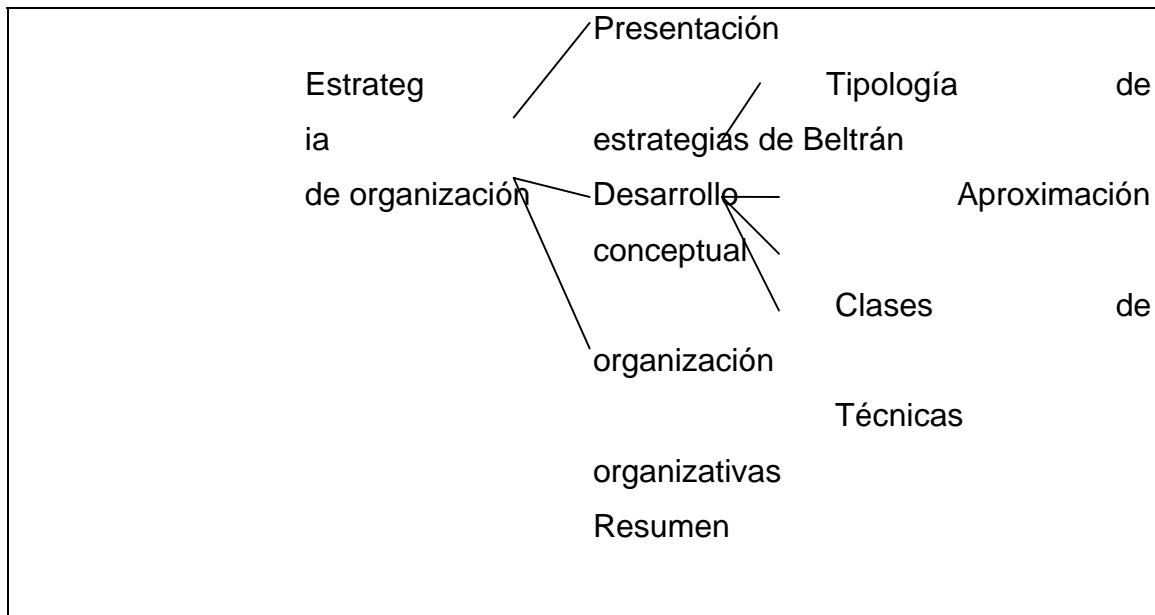 Presentación
Estrateg Tipología de
ia estrategias de Beltrán
de organización Desarrollo Aproximación
conceptual
Clases de
organización
Técnicas
organizativas
Resumen